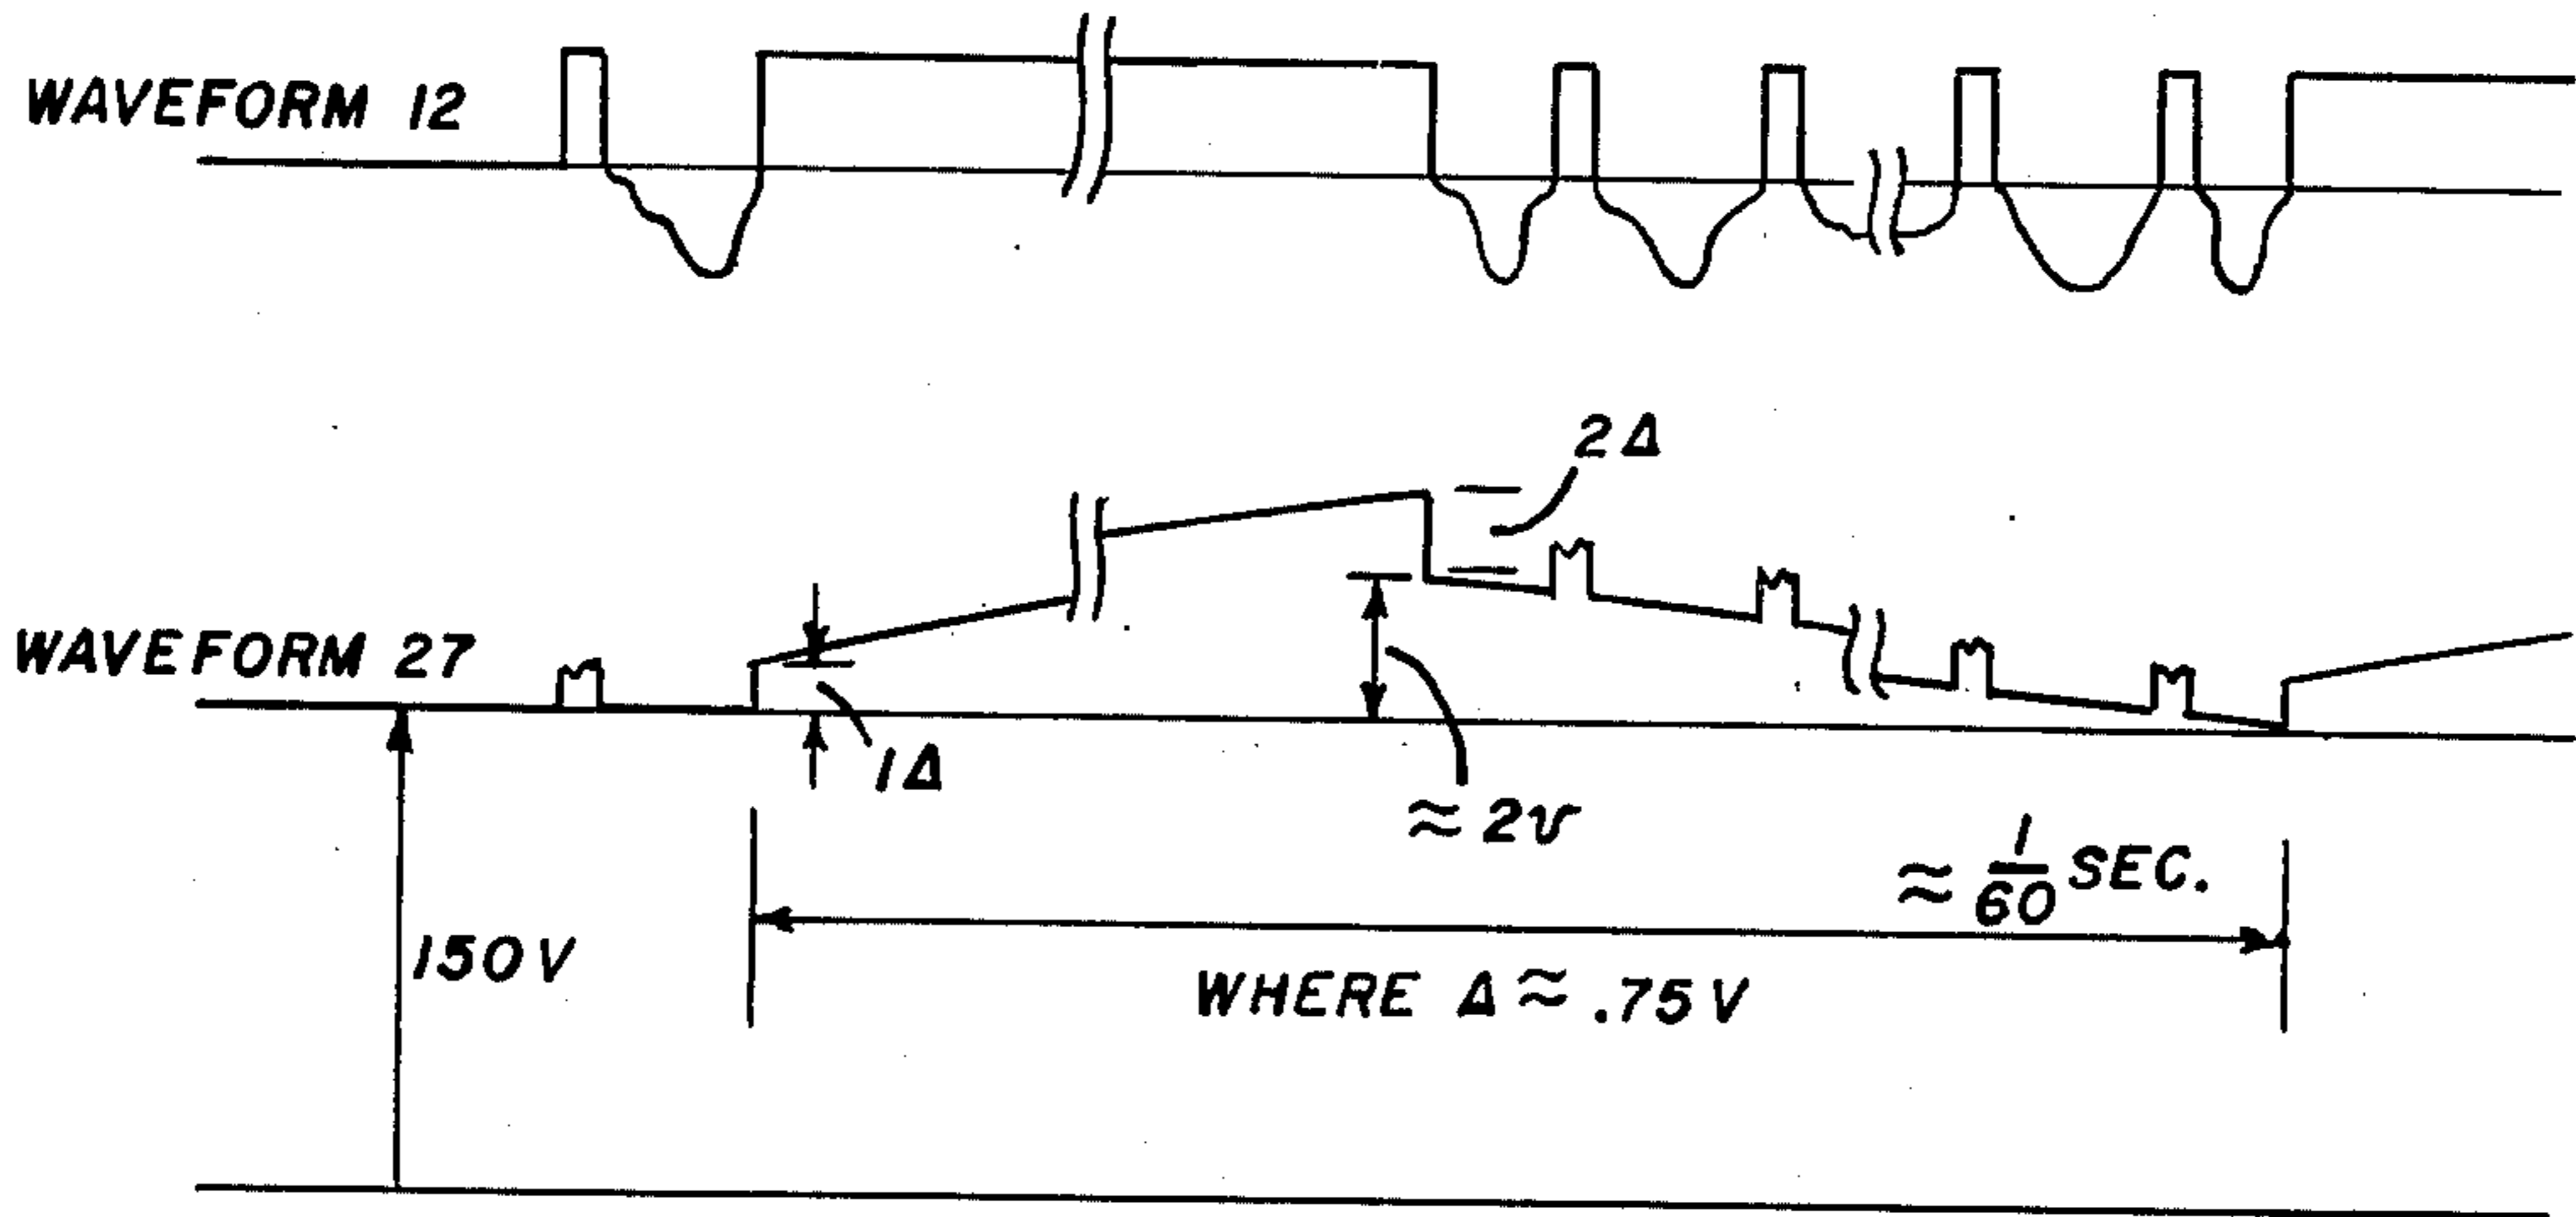 WAVEFORM 12
2Δ
WAVEFORM 27
1Δ
≈ 2v
≈ 1/60 SEC.
150V
WHERE Δ ≈ .75V